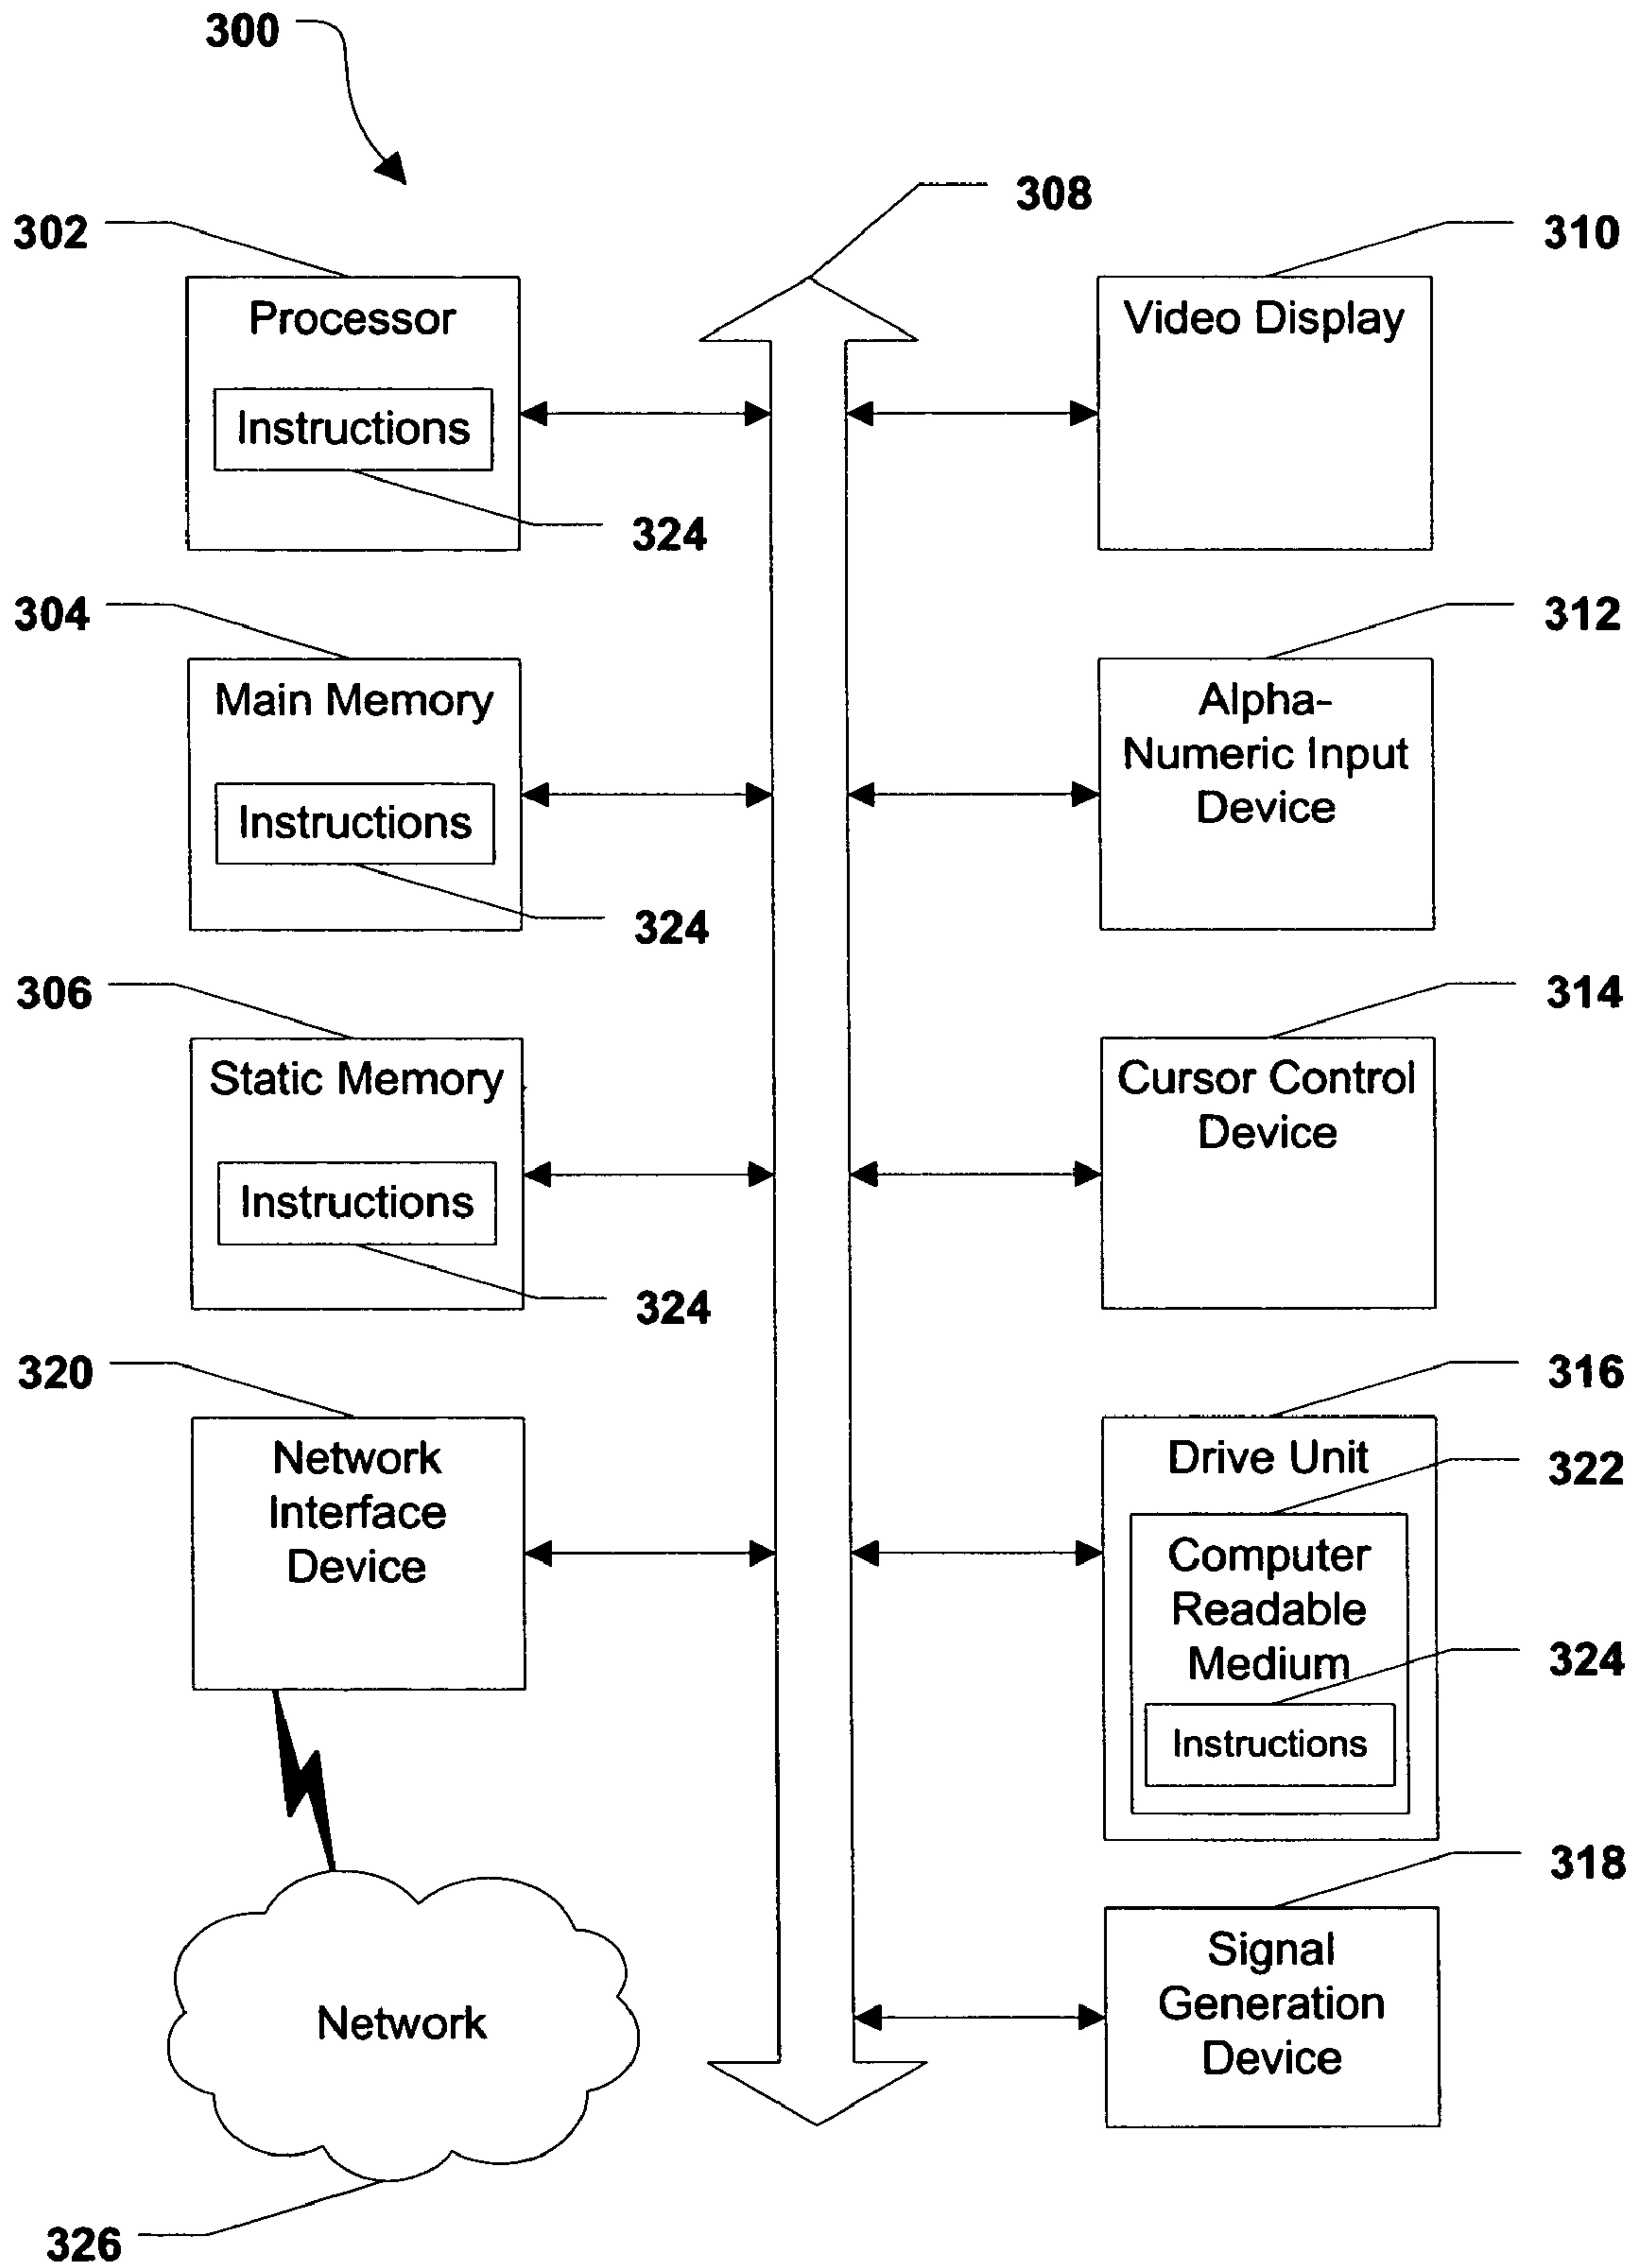 300
308
302
310
Processor
Instructions
324
Video Display
304
312
Main Memory
Instructions
324
Alpha-
Numeric Input
Device
306
314
Static Memory
Instructions
324
Cursor Control
Device
320
316
Network
Interface
Device
Drive Unit
322
Computer
Readable
Medium
324
Instructions
318
Signal
Generation
Device
Network
326